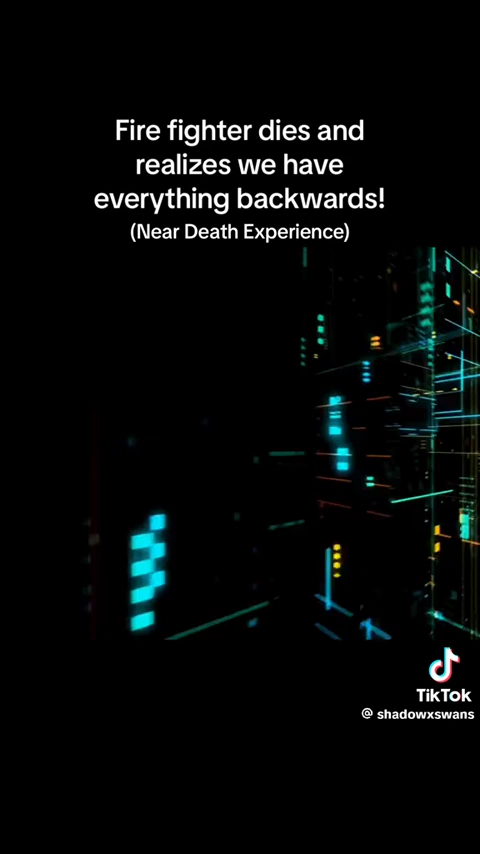 Fire fighter dies and
realizes we have
everything backwards!
(Near Death Experience)
TikTok
@ shadowxswans